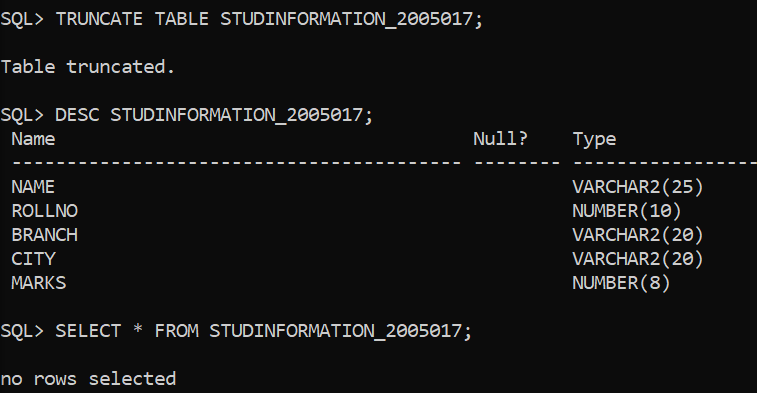 SQL> TRUNCATE TABLE STUDINFORMATION_2005017;
Table truncated.
SQL> DESC STUDINFORMATION_2005017;
Name Null? Type
----------------------------------------- -------- -----------------
NAME VARCHAR2(25)
ROLLNO NUMBER(10)
BRANCH VARCHAR2(20)
CITY VARCHAR2(20)
MARKS NUMBER(8)
SQL> SELECT * FROM STUDINFORMATION_2005017;
no rows selected